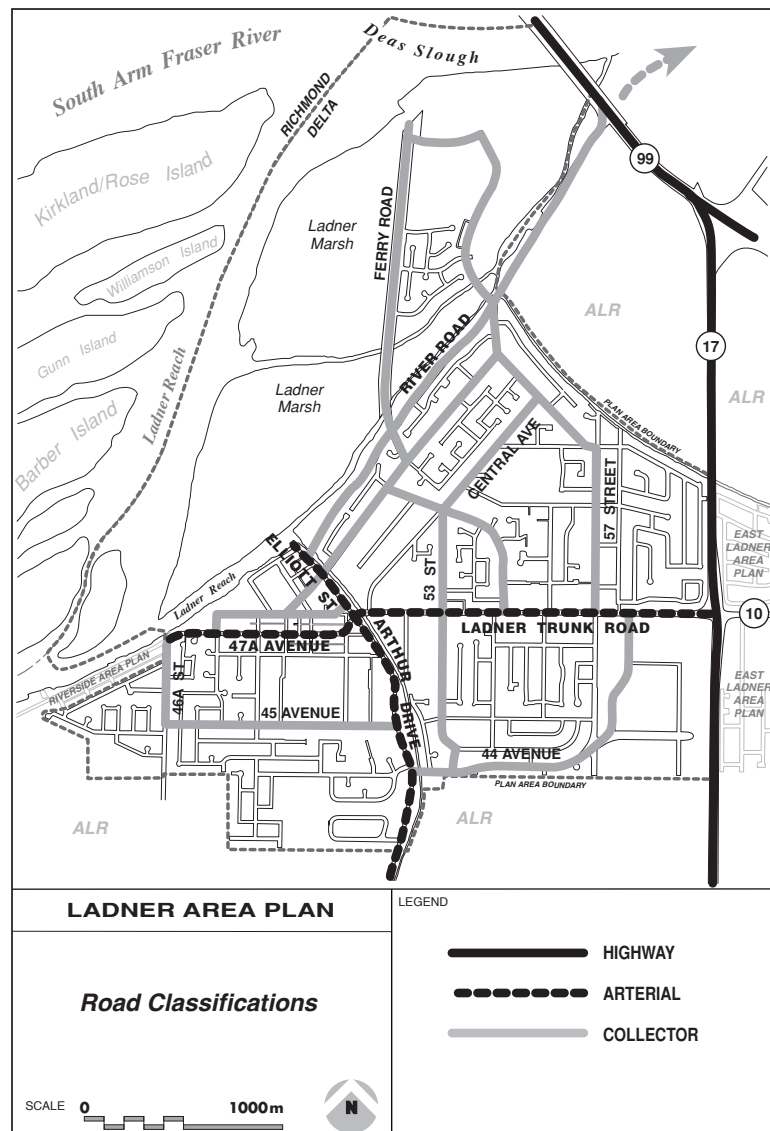 South Arm Fraser River
Deas Slough
RICHMOND
DELTA
99
Kirkland/Rose Island
Ladner
Marsh
FERRY ROAD
Williamson Island
ALR
Gunn Island
Ladner Reach
RIVER ROAD
17
Ladner
Marsh
ALR
Barber Island
PLAN AREA BOUNDARY
CENTRAL AVE
57 STREET
EAST
LADNER
AREA
PLAN
ELLIOTT ST
53 ST
Ladner Reach
10
LADNER TRUNK ROAD
47A AVENUE
ARTHUR DRIVE
RIVERSIDE AREA PLAN
46A ST
EAST
LADNER
AREA
PLAN
45 AVENUE
44 AVENUE
PLAN AREA BOUNDARY
ALR
ALR
LADNER AREA PLAN
Road Classifications
SCALE 0 1000m
N
LEGEND
HIGHWAY
ARTERIAL
COLLECTOR